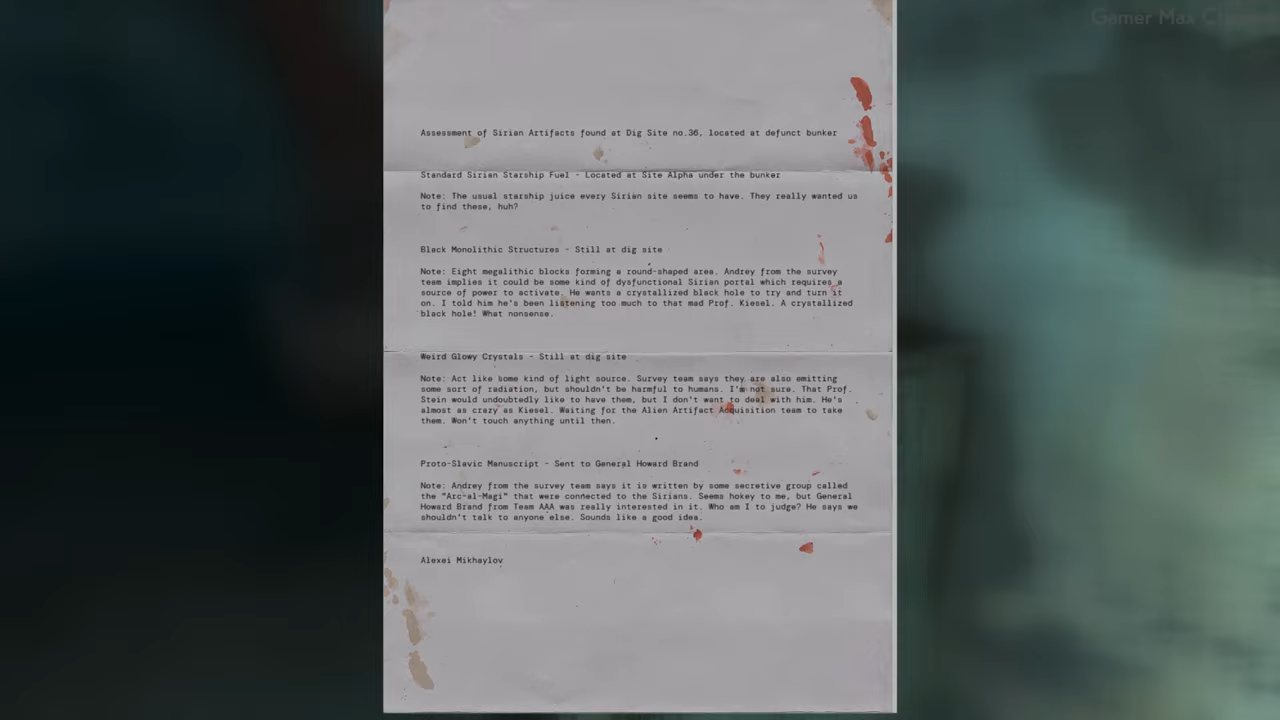 Gamer Max Channel
Assessment of Sirian Artifacts found at Dig Site no.36, located at defunct bunker
Standard Sirian Starship Fuel - Located at Site Alpha under the bunker
Note: The usual starship juice every Sirian site seems to have. They really wanted us
to find these, huh?
Black Monolithic Structures - Still at dig site
Note: Eight megalithic blocks forming a round-shaped area. Andrey from the survey
team implies it could be some kind of dysfunctional Sirian portal which requires a
source of power to activate. He wants a crystallized black hole to try and turn it
on. I told him he's been listening too much to that mad Prof. Kiesel. A crystallized
black hole! What nonsense.
Weird Glowy Crystals - Still at dig site
Note: Act like some kind of light source. Survey team says they are also emitting
some sort of radiation, but shouldn't be harmful to humans. I'm not sure. That Prof.
Stein would undoubtedly like to have them, but I don't want to deal with him. He's
almost as crazy as Kiesel. Waiting for the Alien Artifact Acquisition team to take
them. Won't touch anything until then.
Proto-Slavic Manuscript - Sent to General Howard Brand
Note: Andrey from the survey team says it is written by some secretive group called
the "Arc-al-Magi" that were connected to the Sirians. Seems hokey to me, but General
Howard Brand from Team AAA was really interested in it. Who am I to judge? He says we
shouldn't talk to anyone else. Sounds like a good idea.
Alexei Mikhaylov